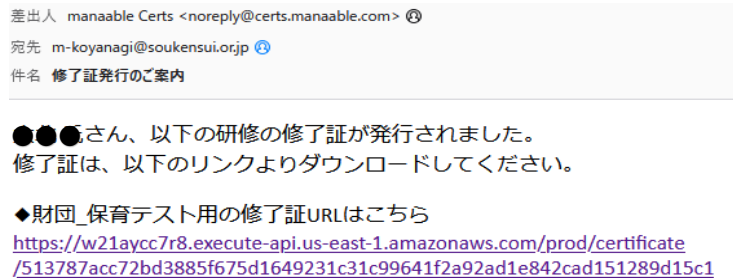 差出人 manaable Certs <noreply@certs.manaable.com>
宛先 m-koyanagi@soukensui.or.jp
件名 修了証発行のご案内
さん、以下の研修の修了証が発行されました。
修了証は、以下のリンクよりダウンロードしてください。
◆財団_保育テスト用の修了証URLはこちら
https://w21aycc7r8.execute-api.us-east-1.amazonaws.com/prod/certificate
/513787acc72bd3885f675d1649231c31c99641f2a92ad1e842cad151289d15c1